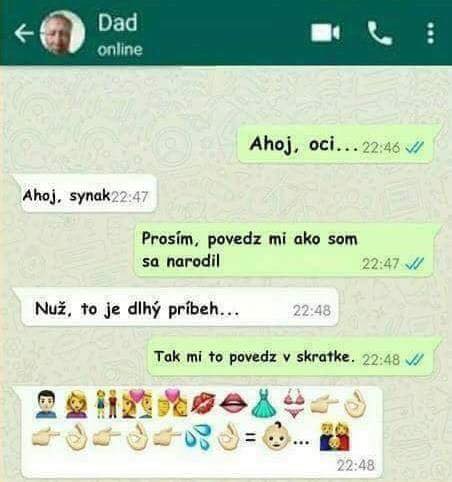 Dad
online
Ahoj, oci... 22:46
Ahoj, synak 22:47
Prosím, povedz mi ako som
sa narodil 22:47
Nuž, to je dlhý príbeh... 22:48
Tak mi to povedz v skratke. 22:48
👨🏻👩🏼👫💑💏💋👄👗👙👉🏻👌🏻
👉🏻👌🏻👉🏻👌🏻👉🏻💦👌🏻=👶🏻...👪
22:48